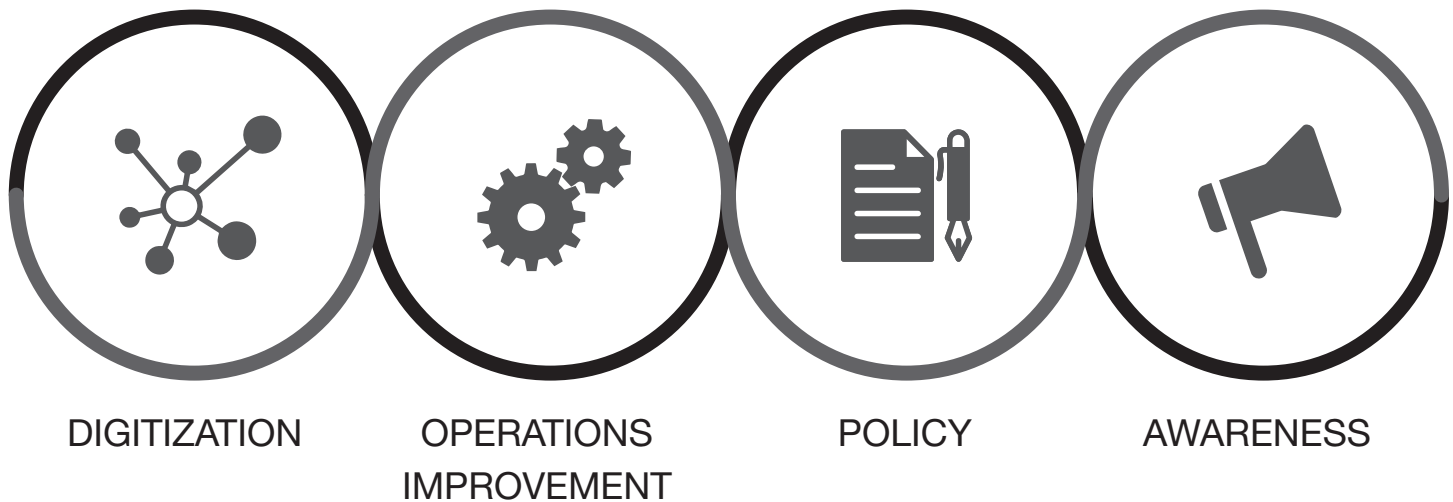 DIGITIZATION
OPERATIONS
IMPROVEMENT
POLICY
AWARENESS